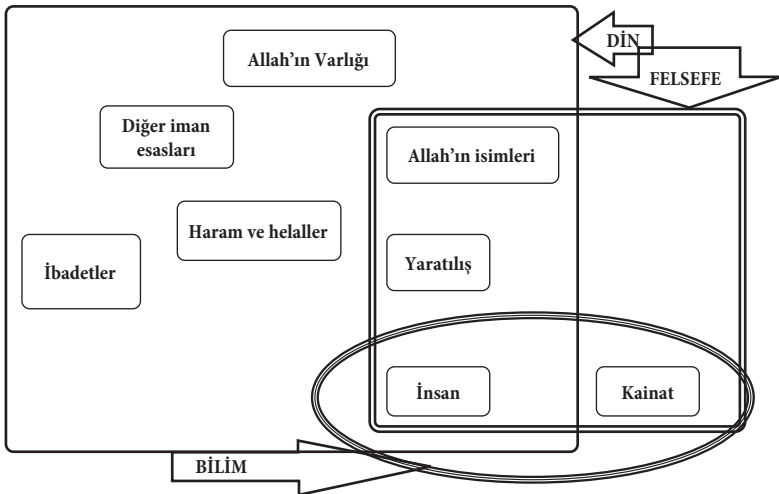 DİN
Allah’ın Varlığı
FELSEFE
Diğer iman
esasları
Allah’ın isimleri
Haram ve helaller
İbadetler
Yaratılış
İnsan
Kainat
BİLİM